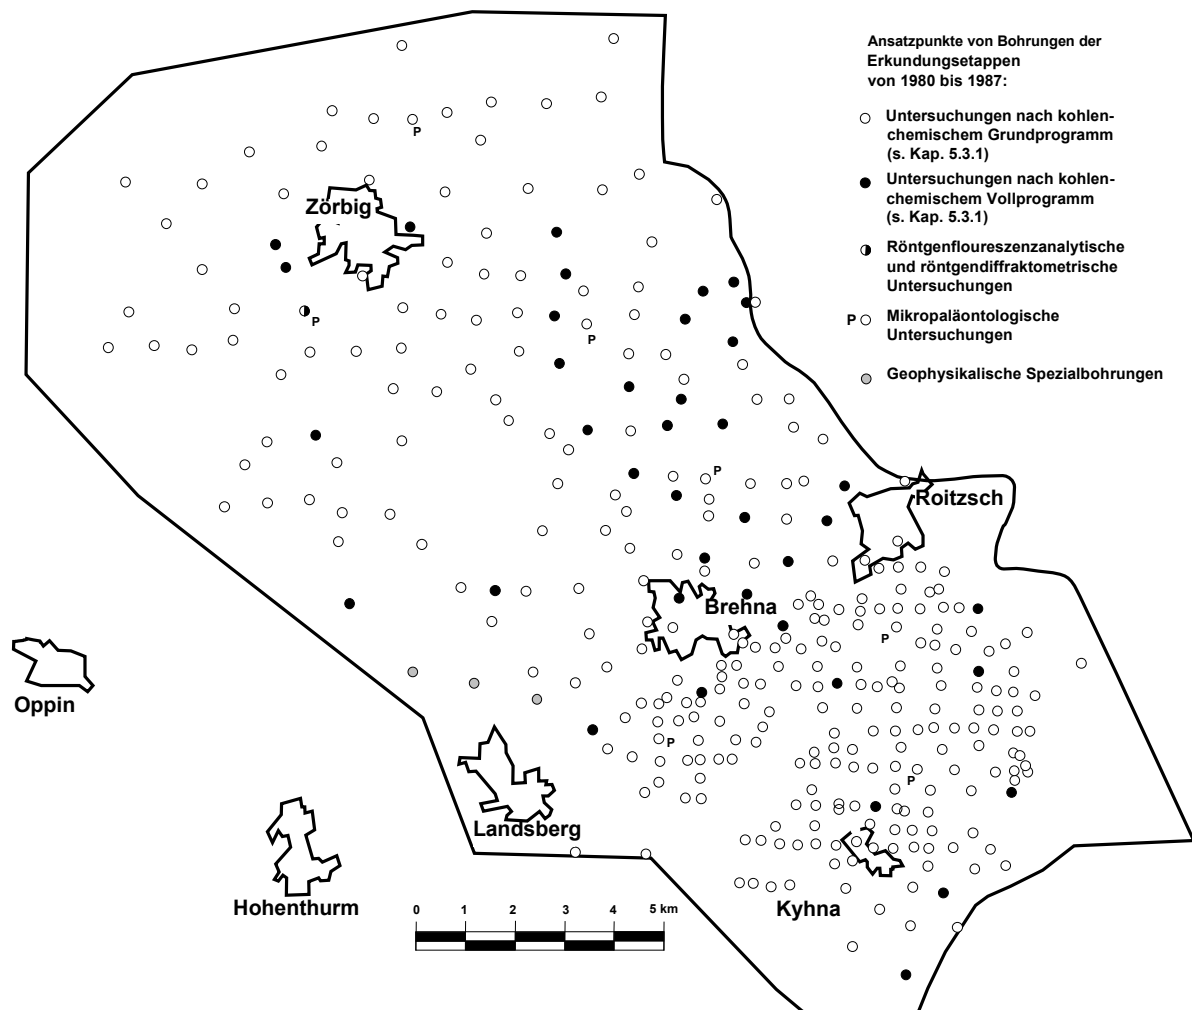 Ansatzpunkte von Bohrungen der
Erkundungsetappen
von 1980 bis 1987:
Untersuchungen nach kohlen-
chemischem Grundprogramm
(s. Kap. 5.3.1)
Untersuchungen nach kohlen-
chemischem Vollprogramm
(s. Kap. 5.3.1)
Röntgenfloureszenzanalytische
und röntgendiffraktometrische
Untersuchungen
P Mikropaläontologische
Untersuchungen
Geophysikalische Spezialbohrungen
P
Zörbig
P
P
P
Roitzsch
Brehna
P
Oppin
P
P
Landsberg
Hohenthurm
Kyhna
0 1 2 3 4 5 km